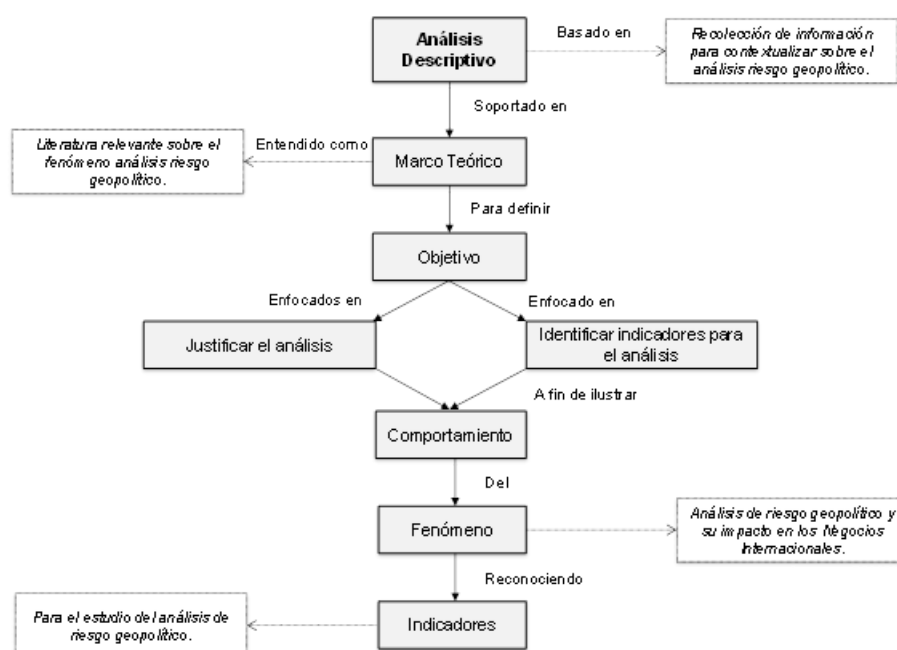 Análisis
Descriptivo
Basado en
Recolección de información
para contextualizar sobre el
análisis riesgo geopolítico.
Soportado en
Literatura relevante sobre el
fenómeno análisis riesgo
geopolítico.
Entendido como
Marco Teórico
Para definir
Objetivo
Enfocados en
Enfocado en
Justificar el análisis
Identificar indicadores para
el análisis
A fin de ilustrar
Comportamiento
Del
Fenómeno
Análisis de riesgo geopolítico y
su impacto en los Negocios
Internacionales.
Reconociendo
Para el estudio del análisis de
riesgo geopolítico.
Indicadores